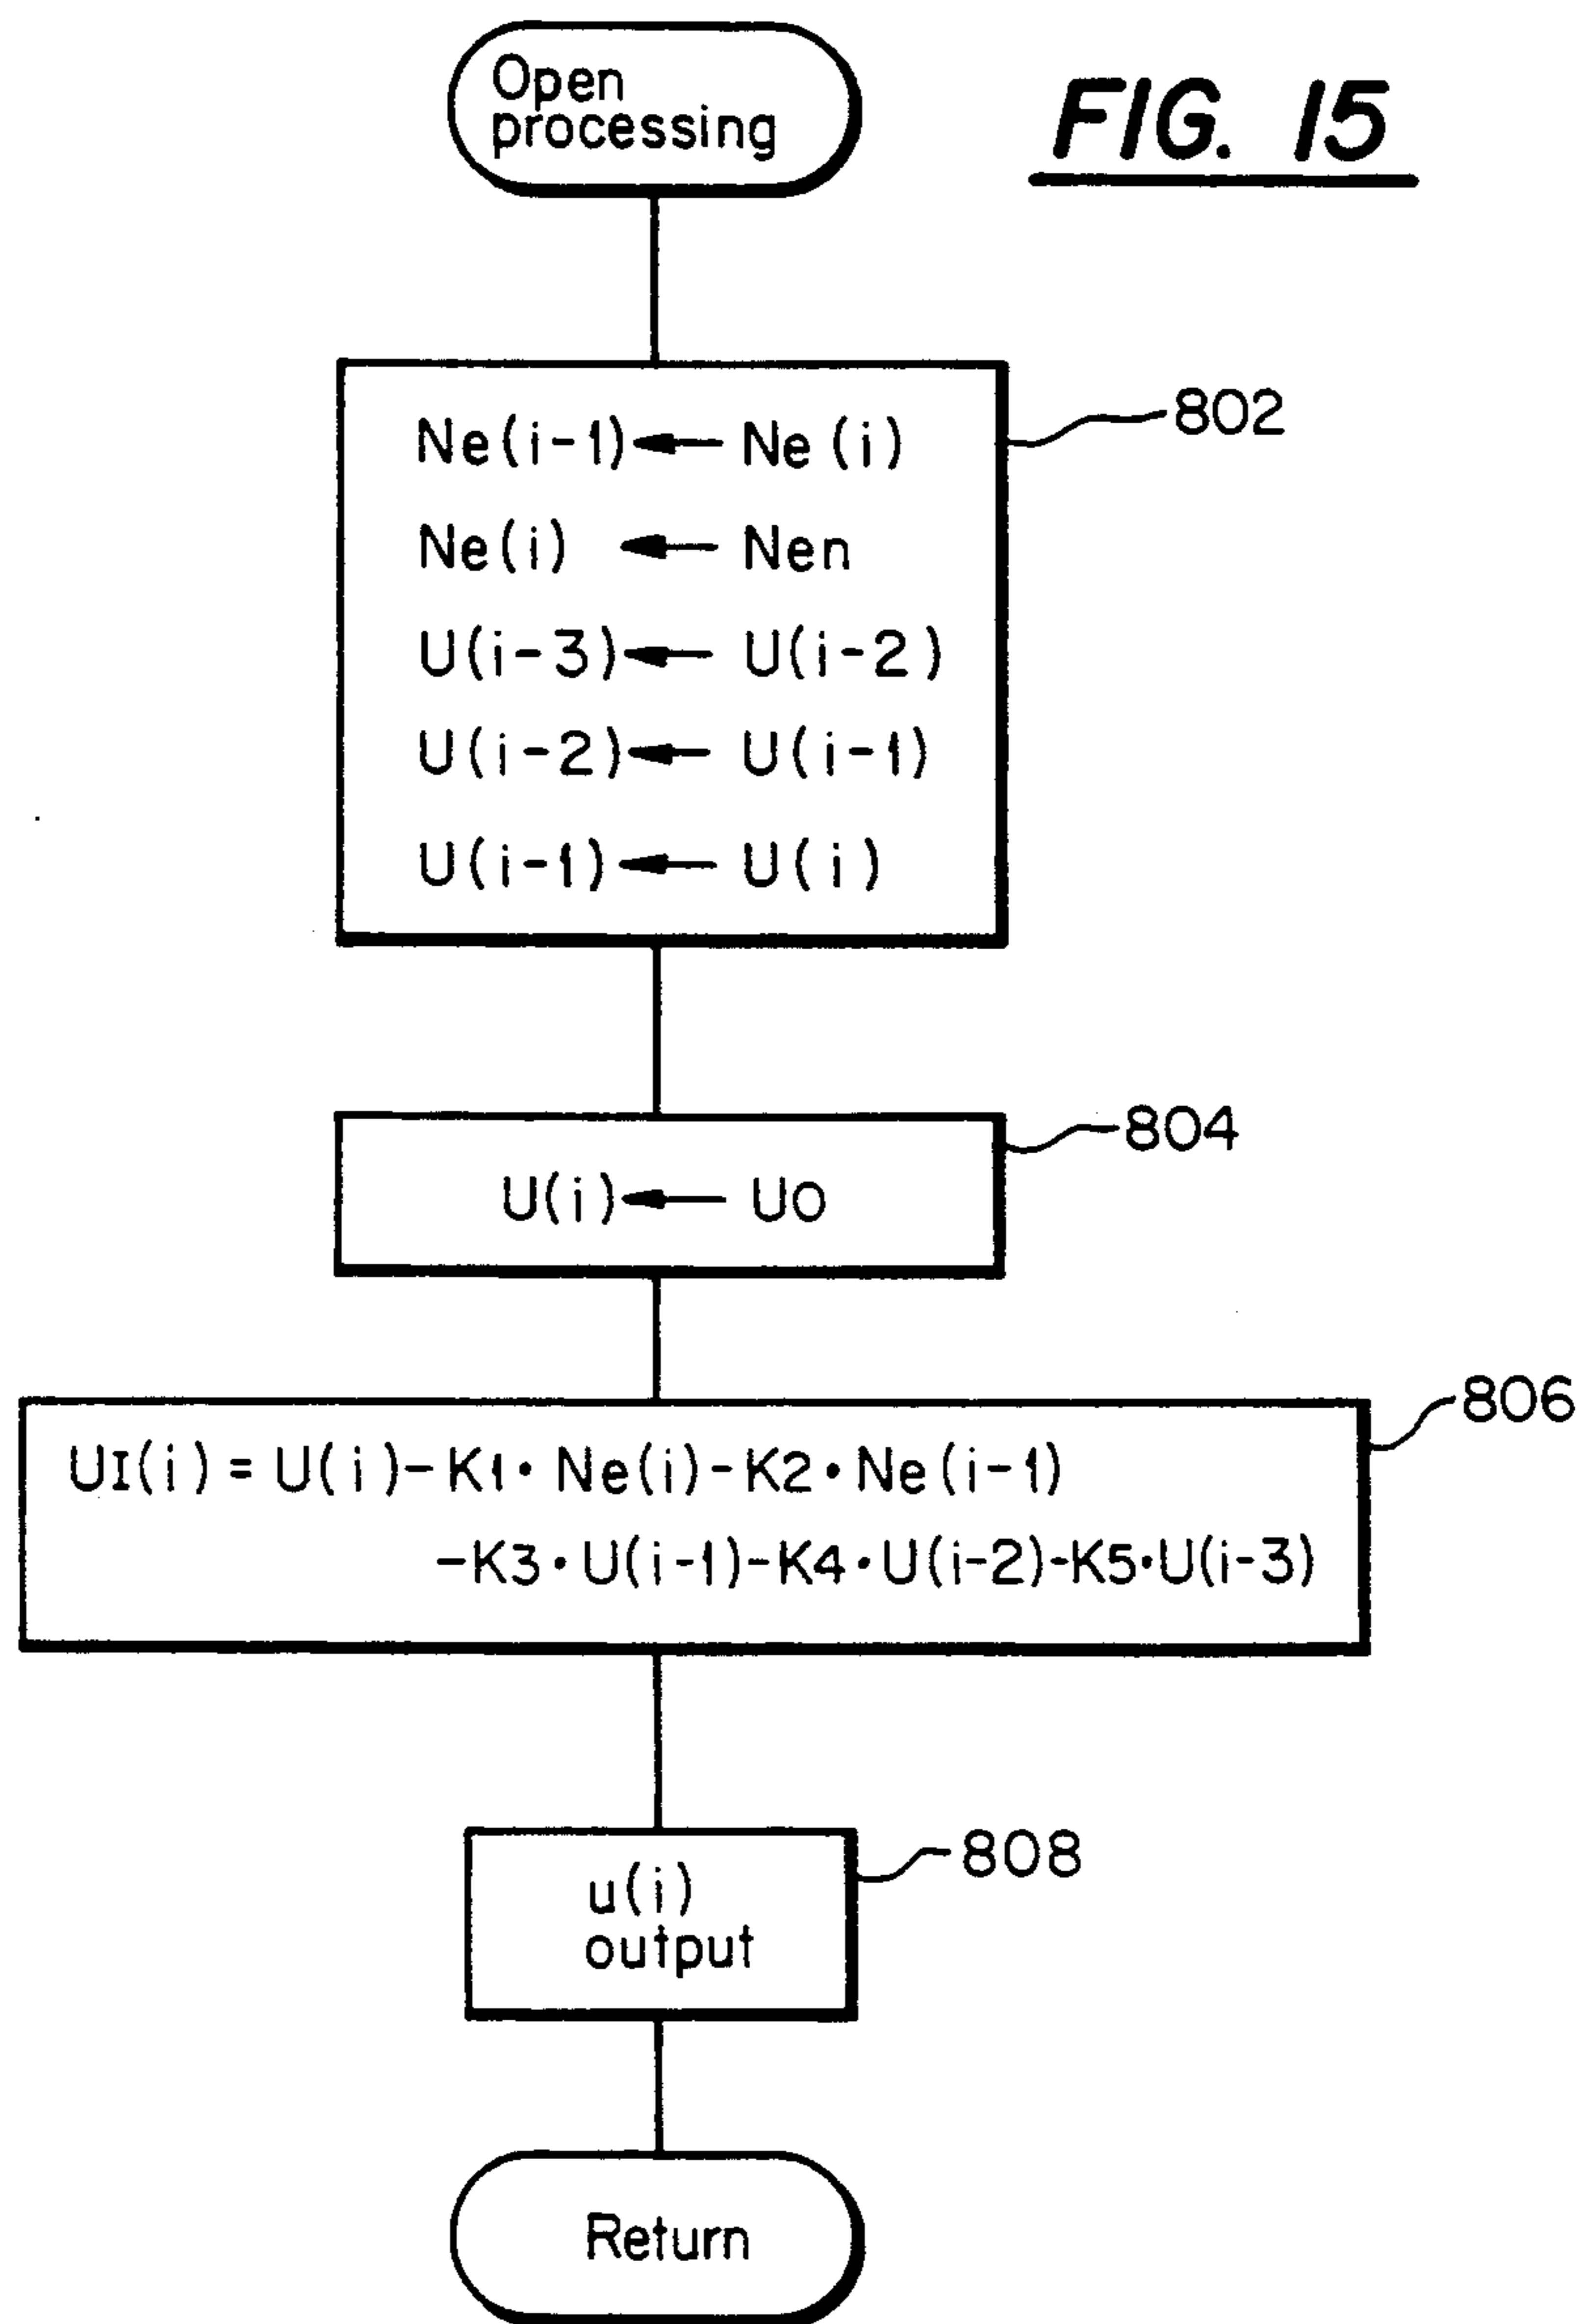 Open
processing
FIG. 15
Ne(i-1) ← Ne(i)
802
Ne(i) ← Nen
U(i-3) ← U(i-2)
U(i-2) ← U(i-1)
U(i-1) ← U(i)
804
U(i) ← UO
806
UI(i) = U(i)-K1· Ne(i)-K2·Ne(i-1)
-K3·U(i-1)-K4·U(i-2)-K5·U(i-3)
808
u(i)
output
Return